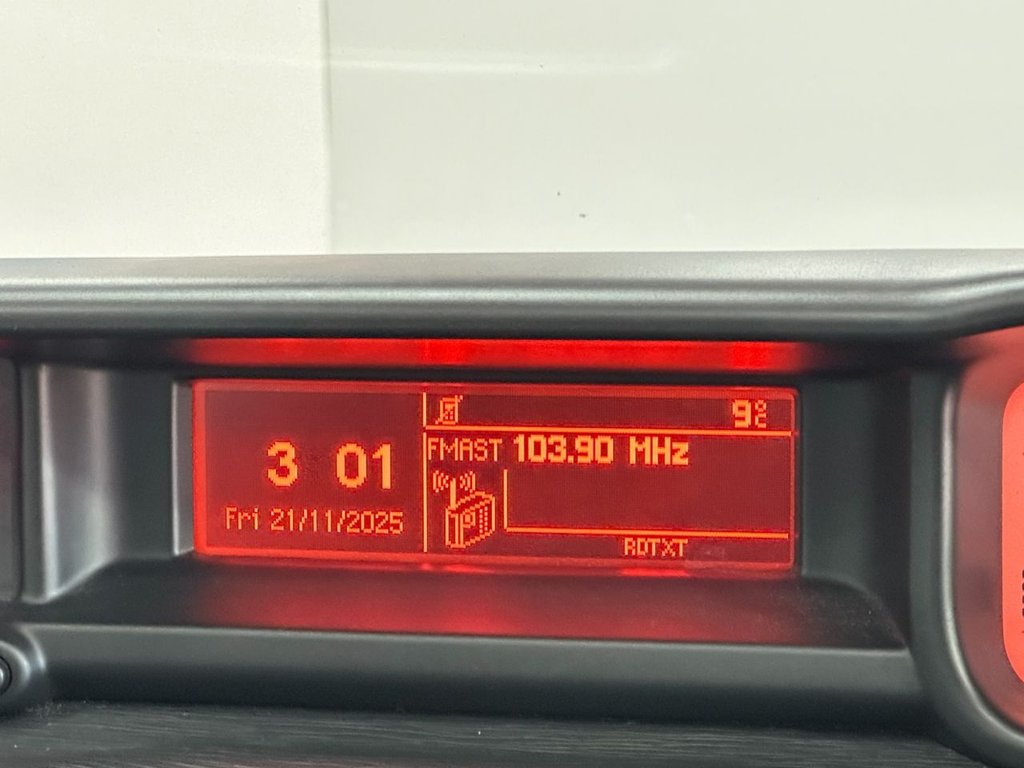 3 01
Fri 21/11/2025
9°C
FMAST 103.90 MHz
RDTXT